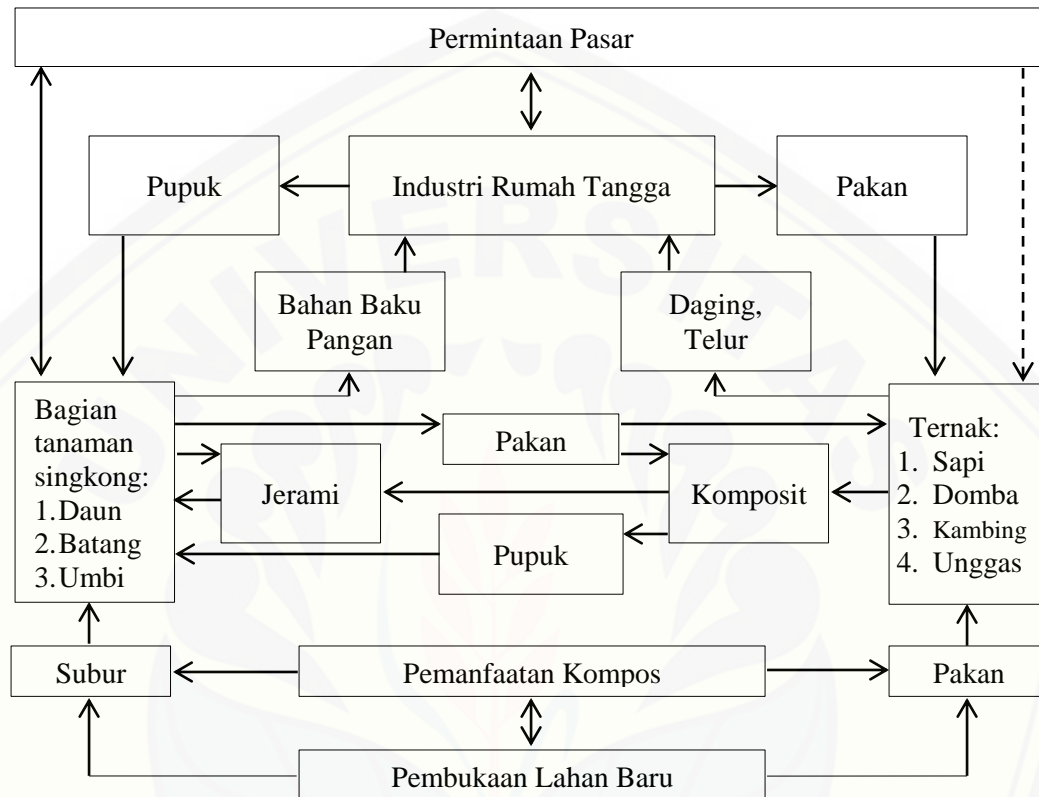 Permintaan Pasar
Pupuk
Industri Rumah Tangga
Pakan
Bahan Baku
Pangan
Daging,
Telur
Bagian
tanaman
singkong:
1.Daun
2.Batang
3.Umbi
Pakan
Jerami
Komposit
Pupuk
Ternak:
1. Sapi
2. Domba
3. Kambing
4. Unggas
Subur
Pemanfaatan Kompos
Pakan
Pembukaan Lahan Baru
UNIVERSITAS